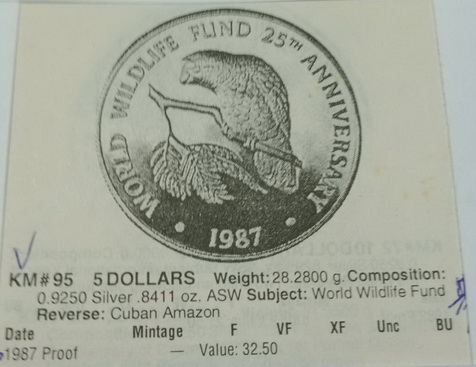 WORLD WILDLIFE FUND 25TH ANNIVERSARY
• 1987 •
KM#95 5 DOLLARS Weight: 28.2800 g. Composition:
0.9250 Silver .8411 oz. ASW Subject: World Wildlife Fund
Reverse: Cuban Amazon
Date Mintage F VF XF Unc BU
1987 Proof — Value: 32.50